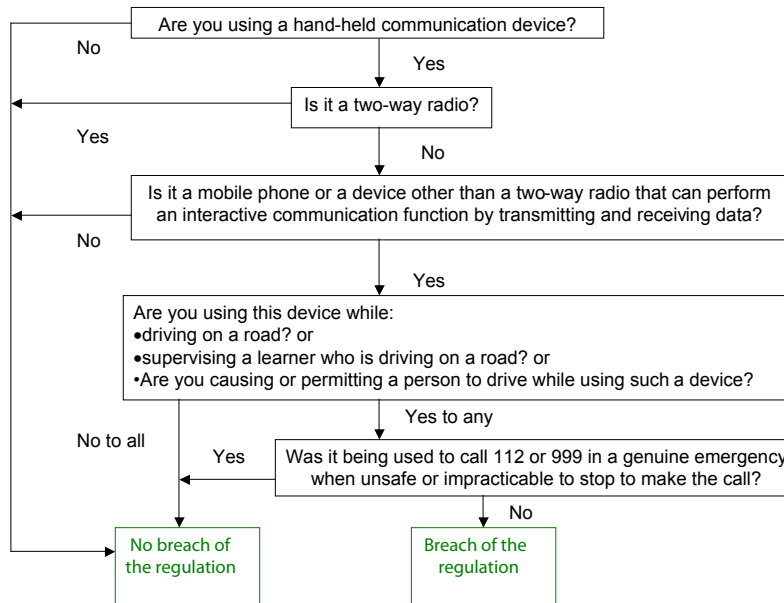 Are you using a hand-held communication device?
No
Yes
Is it a two-way radio?
Yes
No
Is it a mobile phone or a device other than a two-way radio that can perform
an interactive communication function by transmitting and receiving data?
No
Yes
Are you using this device while:
•driving on a road? or
•supervising a learner who is driving on a road? or
•Are you causing or permitting a person to drive while using such a device?
Yes to any
No to all
Yes
Was it being used to call 112 or 999 in a genuine emergency
when unsafe or impracticable to stop to make the call?
No
No breach of
the regulation
Breach of the
regulation